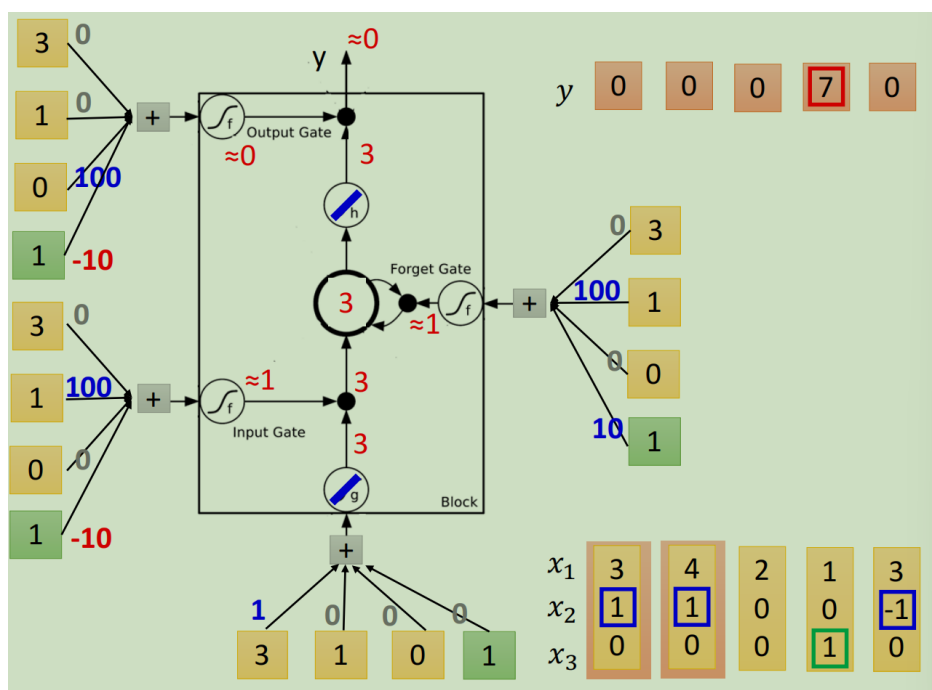 3 0
1 0
0 100
1 -10
y ≈0
+
f
Output Gate
≈0
3
h
y 0 0 0 7 0
3 0
1 100
0 0
1 -10
+
f
≈1
Input Gate
3
Forget Gate
f
≈1
3
3
g
Block
+
0 3
100 1
0 0
10 1
+
1 0 0 0
3 1 0 1
x₁ 3 4 2 1 3
x₂ 1 1 0 0 -1
x₃ 0 0 0 1 0